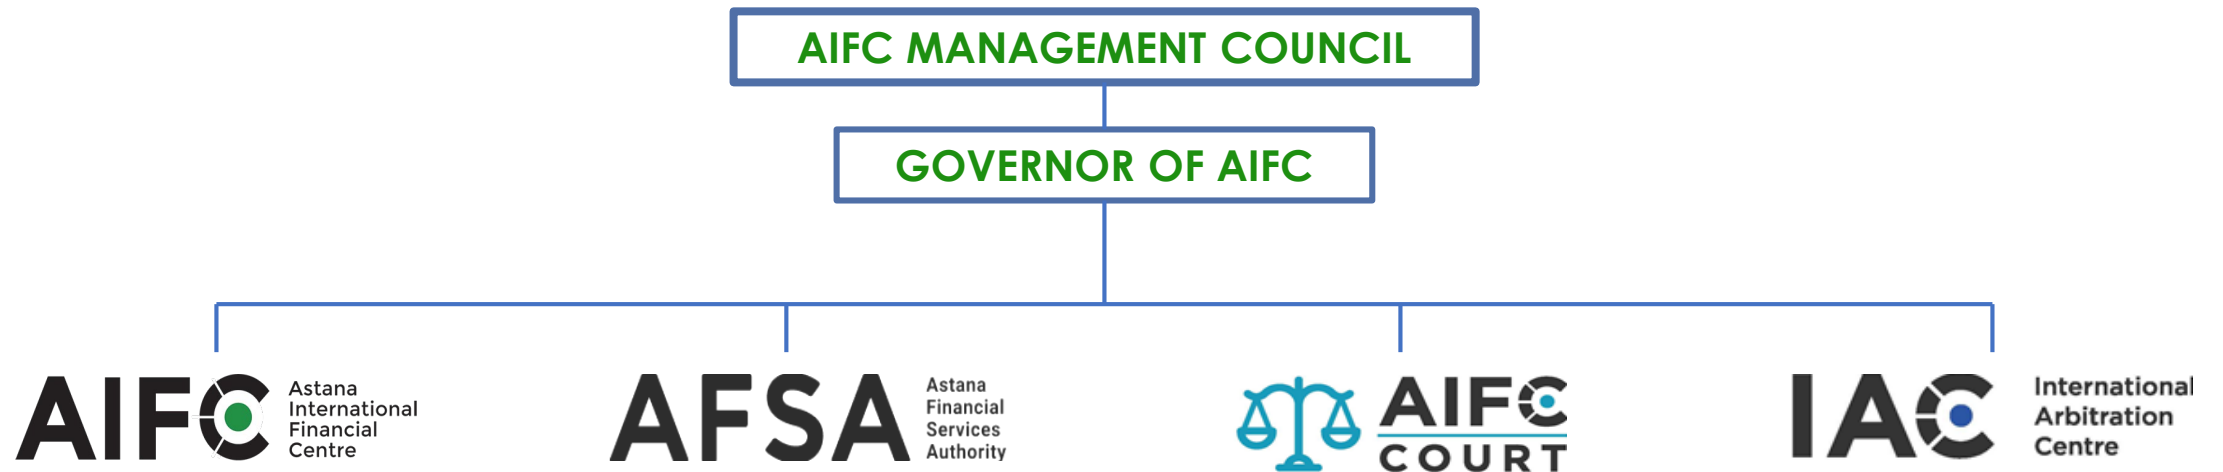 AIFC MANAGEMENT COUNCIL
GOVERNOR OF AIFC
AIFC
Astana
International
Financial
Centre
AFSA
Astana
Financial
Services
Authority
AIFC
COURT
IAC
International
Arbitration
Centre